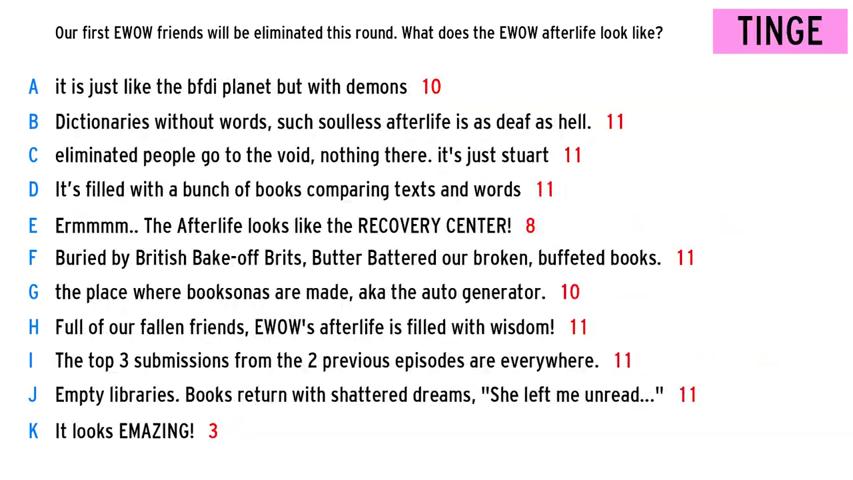 Our first EWOW friends will be eliminated this round. What does the EWOW afterlife look like?
TINGE
A it is just like the bfdi planet but with demons 10
B Dictionaries without words, such soulless afterlife is as deaf as hell. 11
C eliminated people go to the void, nothing there. it's just stuart 11
D It’s filled with a bunch of books comparing texts and words 11
E Ermmmm.. The Afterlife looks like the RECOVERY CENTER! 8
F Buried by British Bake-off Brits, Butter Battered our broken, buffeted books. 11
G the place where booksonas are made, aka the auto generator. 10
H Full of our fallen friends, EWOW's afterlife is filled with wisdom! 11
I The top 3 submissions from the 2 previous episodes are everywhere. 11
J Empty libraries. Books return with shattered dreams, "She left me unread..." 11
K It looks EMAZING! 3